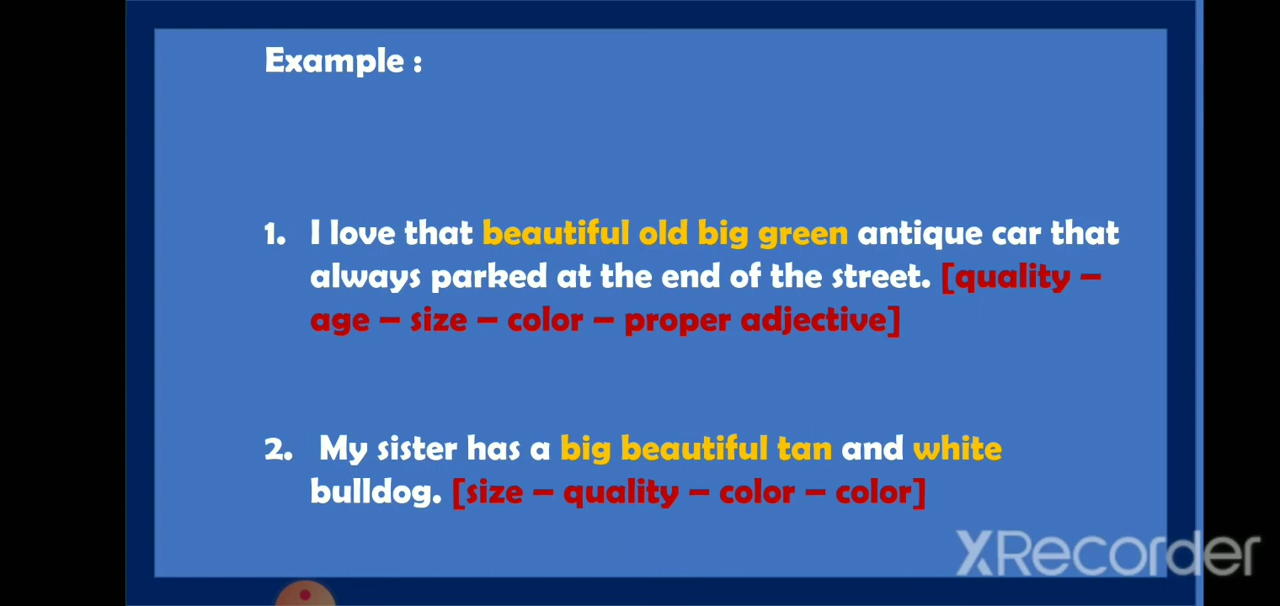 Example :
1. I love that beautiful old big green antique car that
always parked at the end of the street. [quality –
age – size – color – proper adjective]
2. My sister has a big beautiful tan and white
bulldog. [size – quality – color – color]
XRecorder